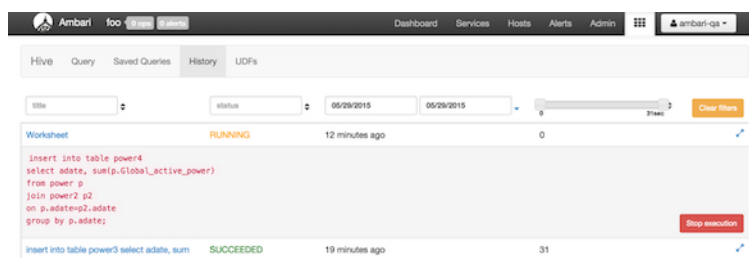 Ambari foo 0 ops 0 alerts Dashboard Services Hosts Alerts Admin ambari-qa
Hive Query Saved Queries History UDFs
title status 05/29/2015 05/29/2015 Clear filters
0 31sec
Worksheet RUNNING 12 minutes ago 0
insert into table power4
select adate, sum(p.Global_active_power)
from power p
join power2 p2
on p.adate=p2.adate
group by p.adate;
Stop execution
insert into table power3 select adate, sum SUCCEEDED 19 minutes ago 31